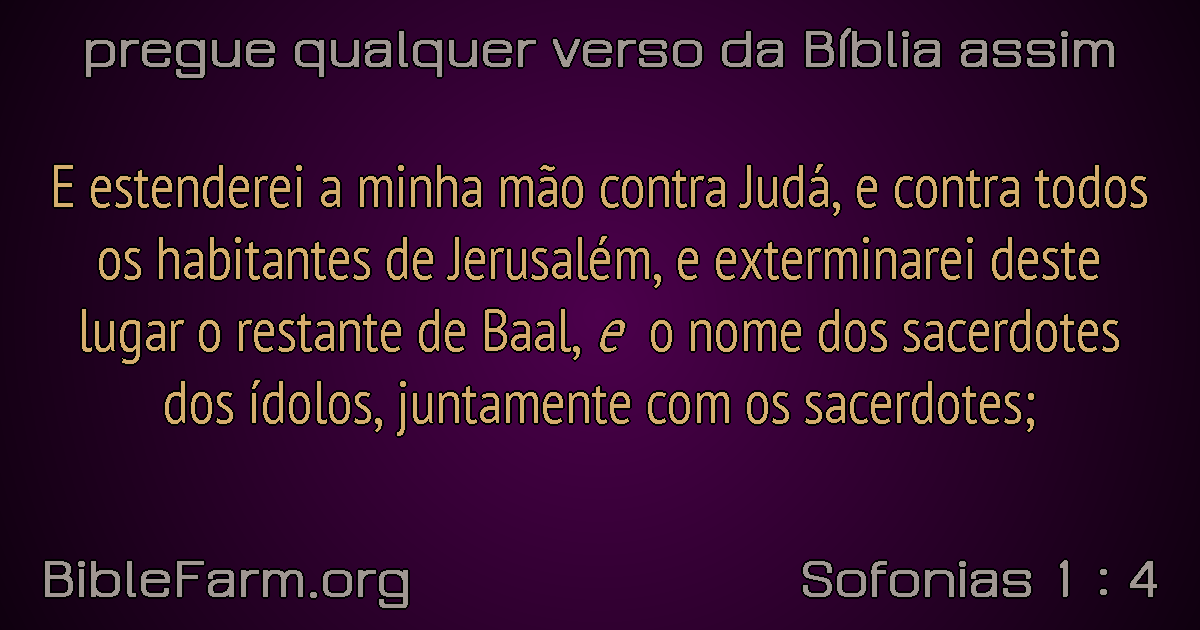 pregue qualquer verso da Bíblia assim
E estenderei a minha mão contra Judá, e contra todos
os habitantes de Jerusalém, e exterminarei deste
lugar o restante de Baal, e o nome dos sacerdotes
dos ídolos, juntamente com os sacerdotes;
BibleFarm.org
Sofonias 1 : 4